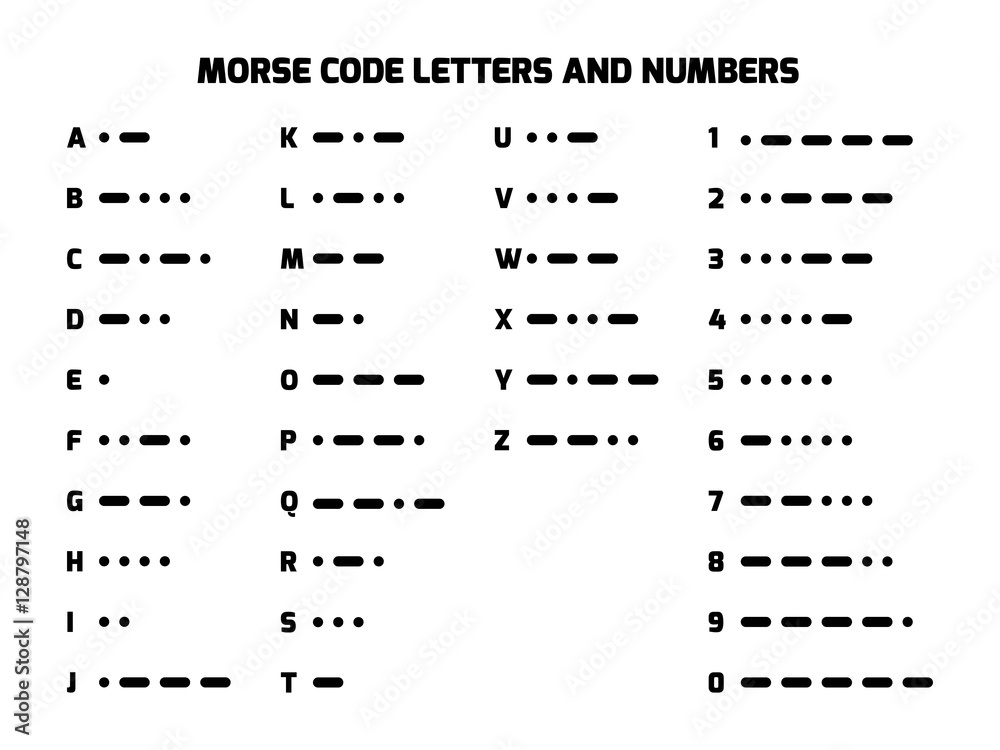 MORSE CODE LETTERS AND NUMBERS
A •–
B –•••
C –•–•
D –••
E •
F ••–•
G ––•
H ••••
I ••
J •–––
K –•–
L •–••
M ––
N –•
O –––
P •––•
Q ––•–
R •–•
S •••
T –
U ••–
V •••–
W •––
X –••–
Y –•––
Z ––••
1 •––––
2 ••–––
3 •••––
4 ••••–
5 •••••
6 –••••
7 ––•••
8 –––••
9 ––––•
0 –––––
Adobe Stock | #128797148